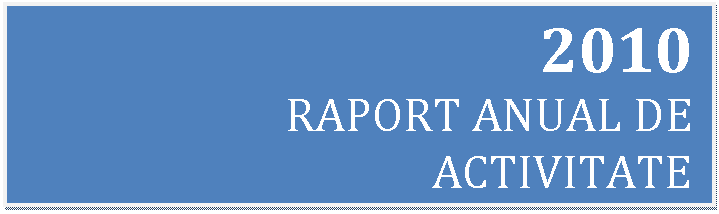 2010
RAPORT ANUAL DE
ACTIVITATE